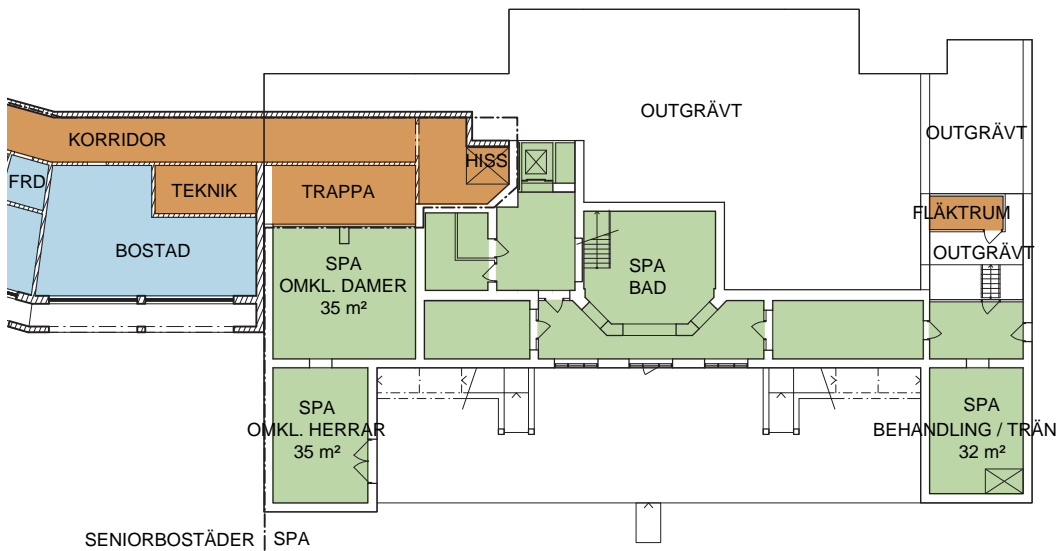 OUTGRÄVT
OUTGRÄVT
KORRIDOR
HISS
FRD
TEKNIK
TRAPPA
FLÄKTRUM
BOSTAD
OUTGRÄVT
SPA
OMKL. DAMER
35 m²
SPA
BAD
SPA
OMKL. HERRAR
35 m²
SPA
BEHANDLING / TRÄN
32 m²
SENIORBOSTÄDER | SPA